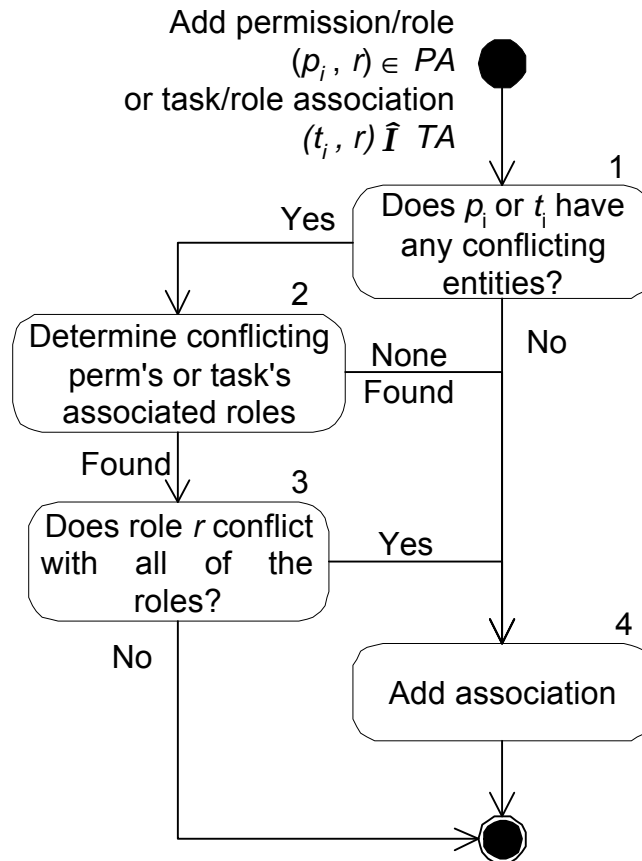 Add permission/role
(pᵢ , r) ∈ PA
or task/role association
(tᵢ , r) Î TA
1
Does pᵢ or tᵢ have
any conflicting
entities?
Yes
No
2
Determine conflicting
perm's or task's
associated roles
None
Found
Found
3
Does role r conflict
with all of the
roles?
Yes
No
4
Add association